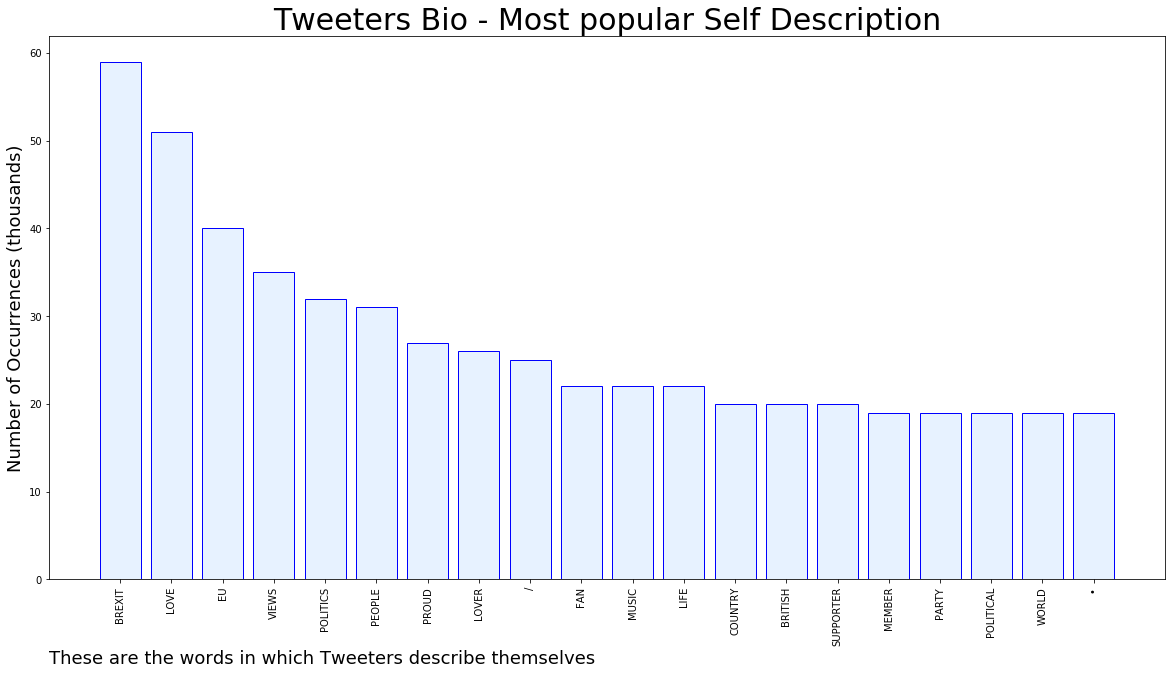 Tweeters Bio - Most popular Self Description
Number of Occurrences (thousands)
60
50
40
30
20
10
0
BREXIT
LOVE
EU
VIEWS
POLITICS
PEOPLE
PROUD
LOVER
/
FAN
MUSIC
LIFE
COUNTRY
BRITISH
SUPPORTER
MEMBER
PARTY
POLITICAL
WORLD
•
These are the words in which Tweeters describe themselves